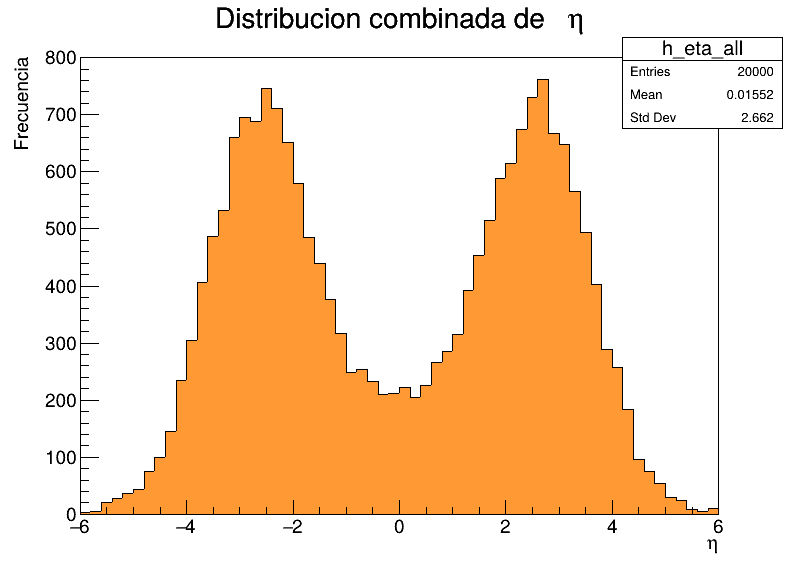 Distribucion combinada de η
h_eta_all
Entries 20000
Mean 0.01552
Std Dev 2.662
Frecuencia
800
700
600
500
400
300
200
100
0
−6 −4 −2 0 2 4 6
η